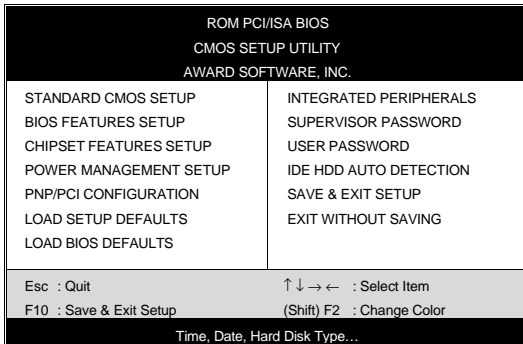 ROM PCI/ISA BIOS
CMOS SETUP UTILITY
AWARD SOFTWARE, INC.
STANDARD CMOS SETUP
BIOS FEATURES SETUP
CHIPSET FEATURES SETUP
POWER MANAGEMENT SETUP
PNP/PCI CONFIGURATION
LOAD SETUP DEFAULTS
LOAD BIOS DEFAULTS
INTEGRATED PERIPHERALS
SUPERVISOR PASSWORD
USER PASSWORD
IDE HDD AUTO DETECTION
SAVE & EXIT SETUP
EXIT WITHOUT SAVING
Esc : Quit
F10 : Save & Exit Setup
↑↓→← : Select Item
(Shift) F2 : Change Color
Time, Date, Hard Disk Type…